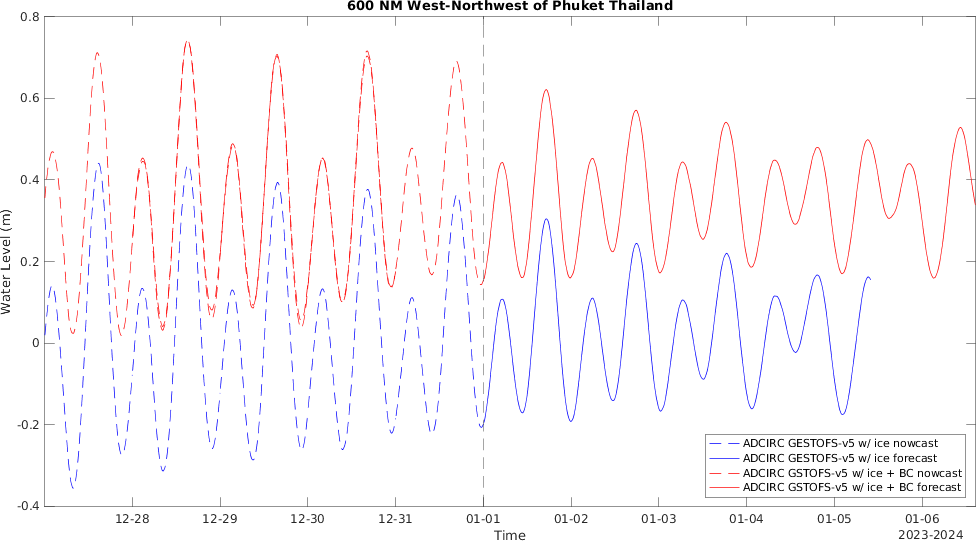 600 NM West-Northwest of Phuket Thailand
0.8
0.6
0.4
0.2
0
-0.2
-0.4
Water Level (m)
12-28 12-29 12-30 12-31 01-01 01-02 01-03 01-04 01-05 01-06
Time
2023-2024
ADCIRC GESTOFS-v5 w/ ice nowcast
ADCIRC GESTOFS-v5 w/ ice forecast
ADCIRC GSTOFS-v5 w/ ice + BC nowcast
ADCIRC GSTOFS-v5 w/ ice + BC forecast